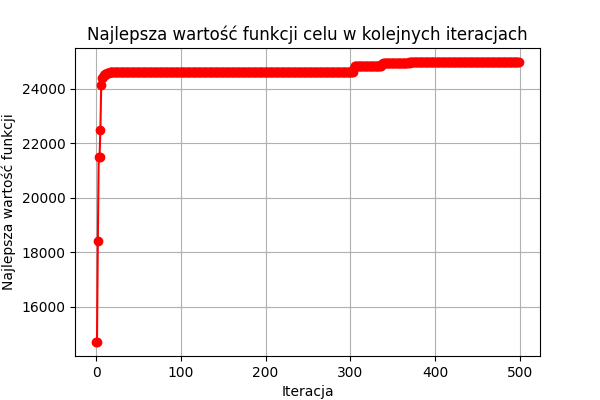 Najlepsza wartość funkcji celu w kolejnych iteracjach
Najlepsza wartość funkcji
24000
22000
20000
18000
16000
0 100 200 300 400 500
Iteracja